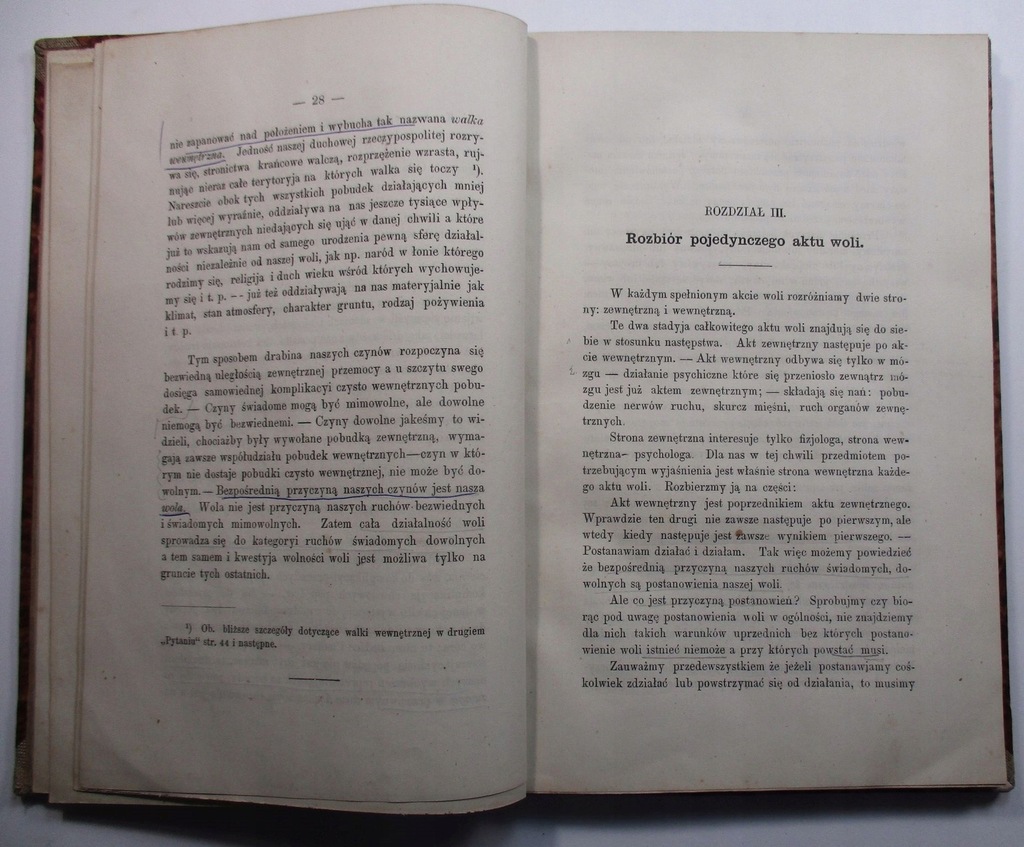 — 28 —
nie zapanować nad położeniem i wybucha tak nazwana walka
wewnętrzna. Jedność naszej duchowej rzeczypospolitej rozry-
wa się, stronictwa krańcowe walczą, rozprzężenie wzrasta, ruj-
nując nieraz całe terytoryja na których walka się toczy ¹).
Nareszcie obok tych wszystkich pobudek działających mniej
lub więcej wyraźnie, oddziaływa na nas jeszcze tysiące wpły-
wów zewnętrznych niedających się ująć w danej chwili a które
już to wskazują nam od samego urodzenia pewną sferę działal-
ności niezależnie od naszej woli, jak np. naród w łonie którego
rodzimy się, religija i duch wieku wśród których wychowuje-
my się i t. p. -- już też oddziaływają na nas materyjalnie jak
klimat, stan atmosfery, charakter gruntu, rodzaj pożywienia
i t. p.
Tym sposobem drabina naszych czynów rozpoczyna się
bezwiedną uległością zewnętrznej przemocy a u szczytu swego
dosięga samowiednej komplikacyi czysto wewnętrznych pobu-
dek. — Czyny świadome mogą być mimowolne, ale dowolne
niemogą być bezwiednemi. — Czyny dowolne jakeśmy to wi-
dzieli, chociażby były wywołane pobudką zewnętrzną, wyma-
gają zawsze współudziału pobudek wewnętrznych—czyn w któ-
rym nie dostaje pobudki czysto wewnętrznej, nie może być do-
wolnym. — Bezpośrednią przyczyną naszych czynów jest nasza
wola. Wola nie jest przyczyną naszych ruchów bezwiednych
i świadomych mimowolnych. Zatem cała działalność woli
sprowadza się do kategoryi ruchów świadomych dowolnych
a tem samem i kwestyja wolności woli jest możliwa tylko na
gruncie tych ostatnich.
¹) Ob. bliższe szczegóły dotyczące walki wewnętrznej w drugiem
„Pytaniu" str. 44 i następne.
ROZDZIAŁ III.
Rozbiór pojedynczego aktu woli.
W każdym spełnionym akcie woli rozróżniamy dwie stro-
ny: zewnętrzną i wewnętrzną.
Te dwa stadyja całkowitego aktu woli znajdują się do sie-
bie w stosunku następstwa. Akt zewnętrzny następuje po ak-
cie wewnętrznym. — Akt wewnętrzny odbywa się tylko w mó-
zgu — działanie psychiczne które się przeniosło zewnątrz mó-
zgu jest już aktem zewnętrznym; — składają się nań: pobu-
dzenie nerwów ruchu, skurcz mięśni, ruch organów zewnę-
trznych.
Strona zewnętrzna interesuje tylko fizjologa, strona wew-
nętrzna- psychologa. Dla nas w tej chwili przedmiotem po-
trzebującym wyjaśnienia jest właśnie strona wewnętrzna każde-
go aktu woli. Rozbierzmy ją na części:
Akt wewnętrzny jest poprzednikiem aktu zewnętrznego.
Wprawdzie ten drugi nie zawsze następuje po pierwszym, ale
wtedy kiedy następuje jest zawsze wynikiem pierwszego. —
Postanawiam działać i działam. Tak więc możemy powiedzieć
że bezpośrednią przyczyną naszych ruchów świadomych, do-
wolnych są postanowienia naszej woli.
Ale co jest przyczyną postanowień? Sprobujmy czy bio-
rąc pod uwagę postanowienia woli w ogólności, nie znajdziemy
dla nich takich warunków uprzednich bez których postano-
wienie woli istnieć niemoże a przy których powstać musi.
Zauważmy przedewszystkiem że jeżeli postanawiamy coś-
kolwiek zdziałać lub powstrzymać się od działania, to musimy